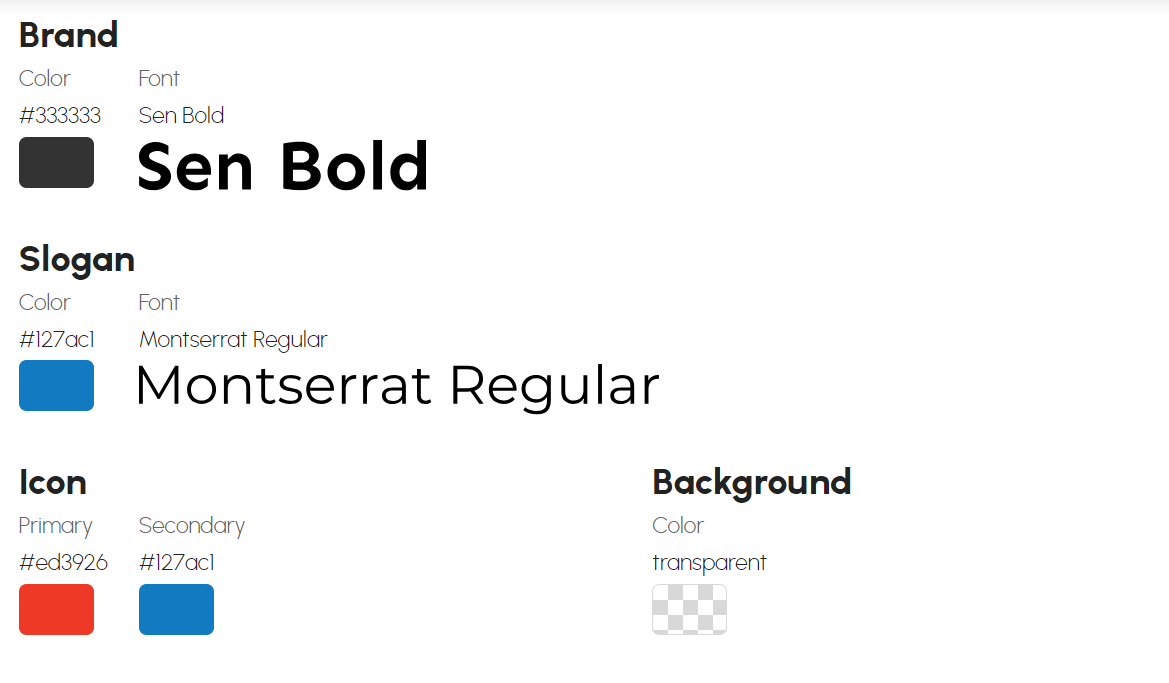 Brand
Color Font
#333333 Sen Bold
Sen Bold
Slogan
Color Font
#127ac1 Montserrat Regular
Montserrat Regular
Icon Background
Primary Secondary Color
#ed3926 #127ac1 transparent